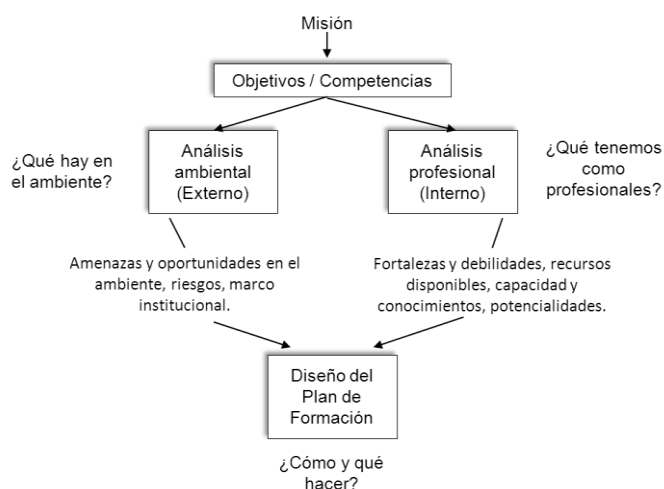 Misión
Objetivos / Competencias
¿Qué hay en
el ambiente?
Análisis
ambiental
(Externo)
Análisis
profesional
(Interno)
¿Qué tenemos
como
profesionales?
Amenazas y oportunidades en el
ambiente, riesgos, marco
institucional.
Fortalezas y debilidades, recursos
disponibles, capacidad y
conocimientos, potencialidades.
Diseño del
Plan de
Formación
¿Cómo y qué
hacer?